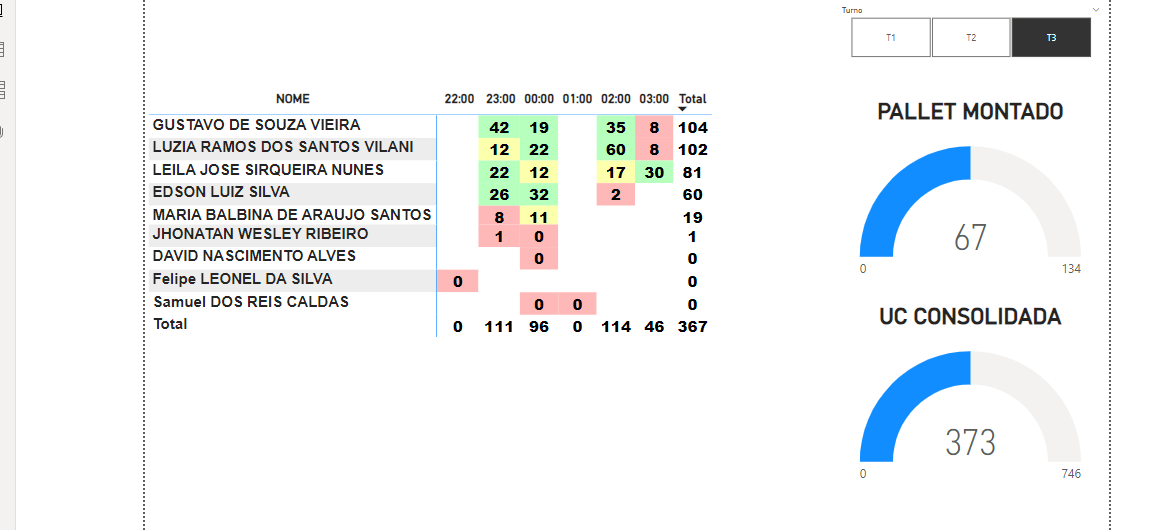 Turno
T1 T2 T3
NOME 22:00 23:00 00:00 01:00 02:00 03:00 Total
GUSTAVO DE SOUZA VIEIRA 42 19 35 8 104
LUZIA RAMOS DOS SANTOS VILANI 12 22 60 8 102
LEILA JOSE SIRQUEIRA NUNES 22 12 17 30 81
EDSON LUIZ SILVA 26 32 2 60
MARIA BALBINA DE ARAUJO SANTOS 8 11 19
JHONATAN WESLEY RIBEIRO 1 0 1
DAVID NASCIMENTO ALVES 0 0
Felipe LEONEL DA SILVA 0 0
Samuel DOS REIS CALDAS 0 0 0
Total 0 111 96 0 114 46 367
PALLET MONTADO
67
0 134
UC CONSOLIDADA
373
0 746